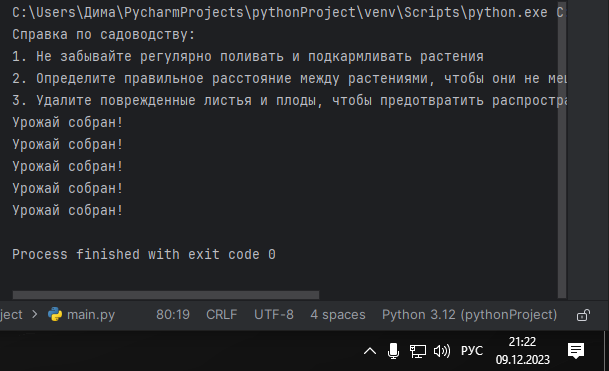 C:\Users\Дима\PycharmProjects\pythonProject\venv\Scripts\python.exe C
Справка по садоводству:
1. Не забывайте регулярно поливать и подкармливать растения
2. Определите правильное расстояние между растениями, чтобы они не меш
3. Удалите поврежденные листья и плоды, чтобы предотвратить распростра
Урожай собран!
Урожай собран!
Урожай собран!
Урожай собран!
Урожай собран!
Process finished with exit code 0
ject > main.py 80:19 CRLF UTF-8 4 spaces Python 3.12 (pythonProject)
РУС 21:22
09.12.2023